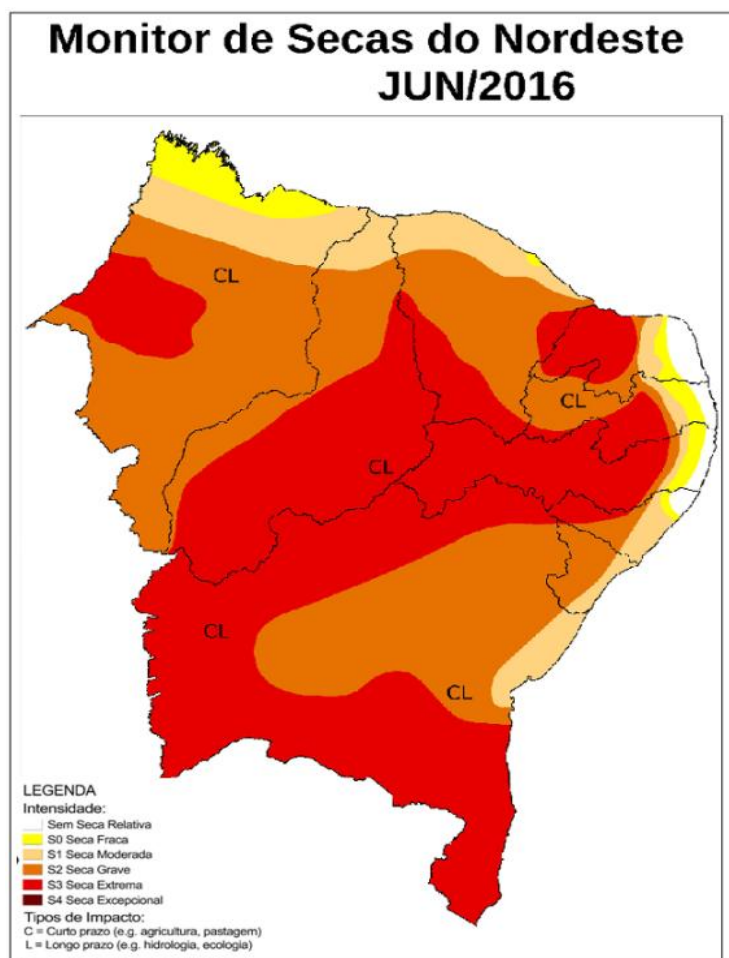 Monitor de Secas do Nordeste
JUN/2016
CL
CL
CL
CL
CL
LEGENDA
Intensidade:
Sem Seca Relativa
S0 Seca Fraca
S1 Seca Moderada
S2 Seca Grave
S3 Seca Extrema
S4 Seca Excepcional
Tipos de Impacto:
C = Curto prazo (e.g. agricultura, pastagem)
L = Longo prazo (e.g. hidrologia, ecologia)